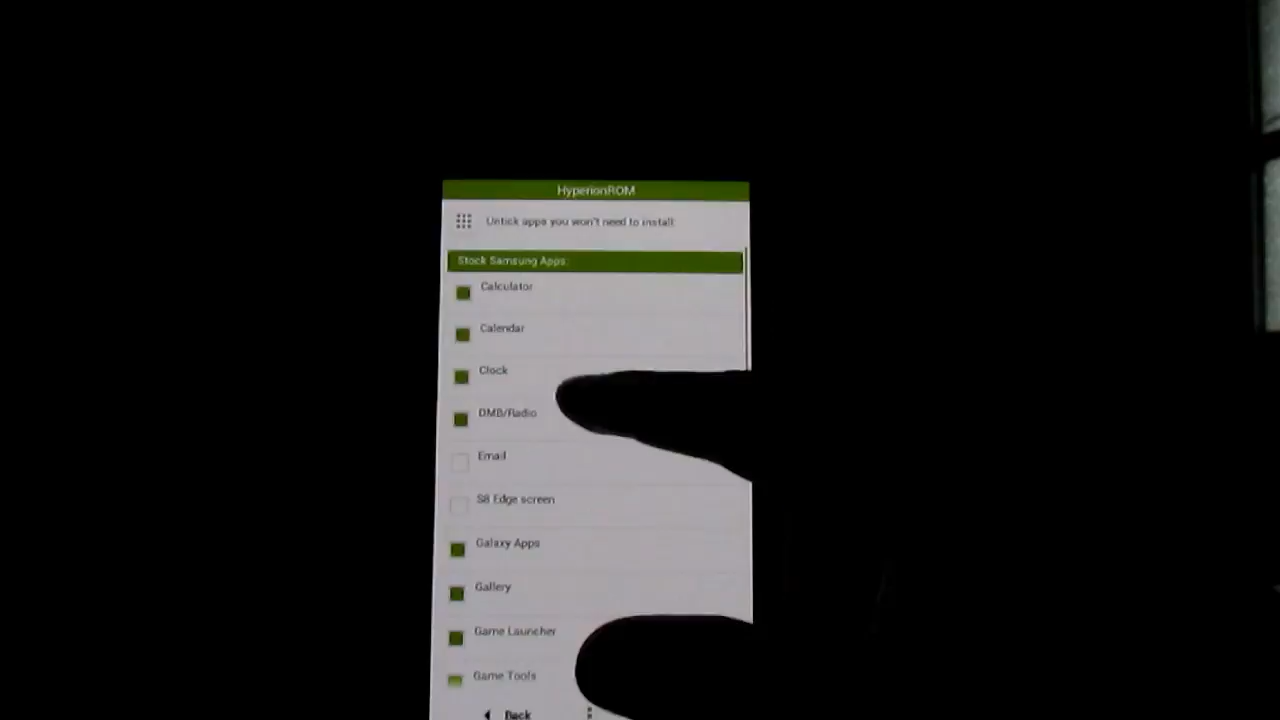 HyperionROM
Untick apps you won't need to install
Stock Samsung Apps:
Calculator
Calendar
Clock
DMB/Radio
Email
S8 Edge screen
Galaxy Apps
Gallery
Game Launcher
Game Tools
Back